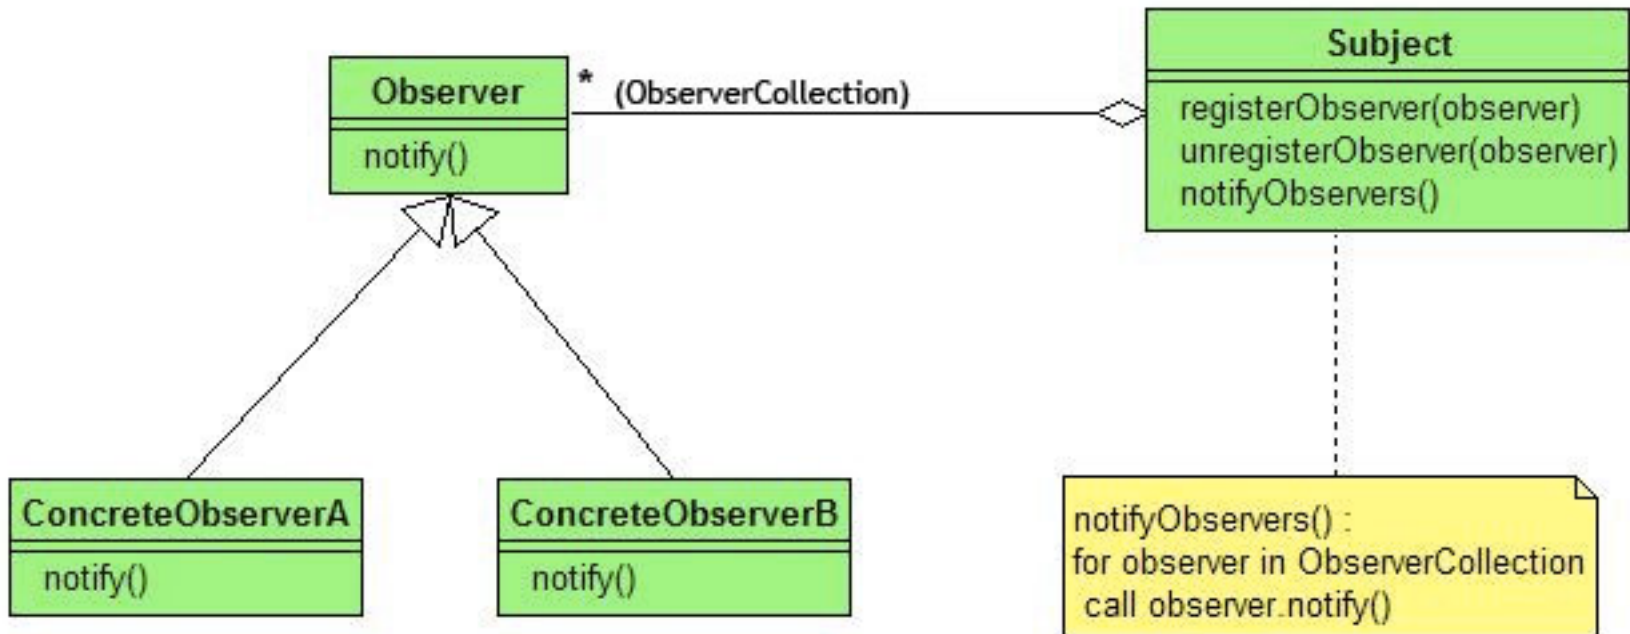 Observer
notify()
* (ObserverCollection)
Subject
registerObserver(observer)
unregisterObserver(observer)
notifyObservers()
ConcreteObserverA
notify()
ConcreteObserverB
notify()
notifyObservers() :
for observer in ObserverCollection
call observer.notify()